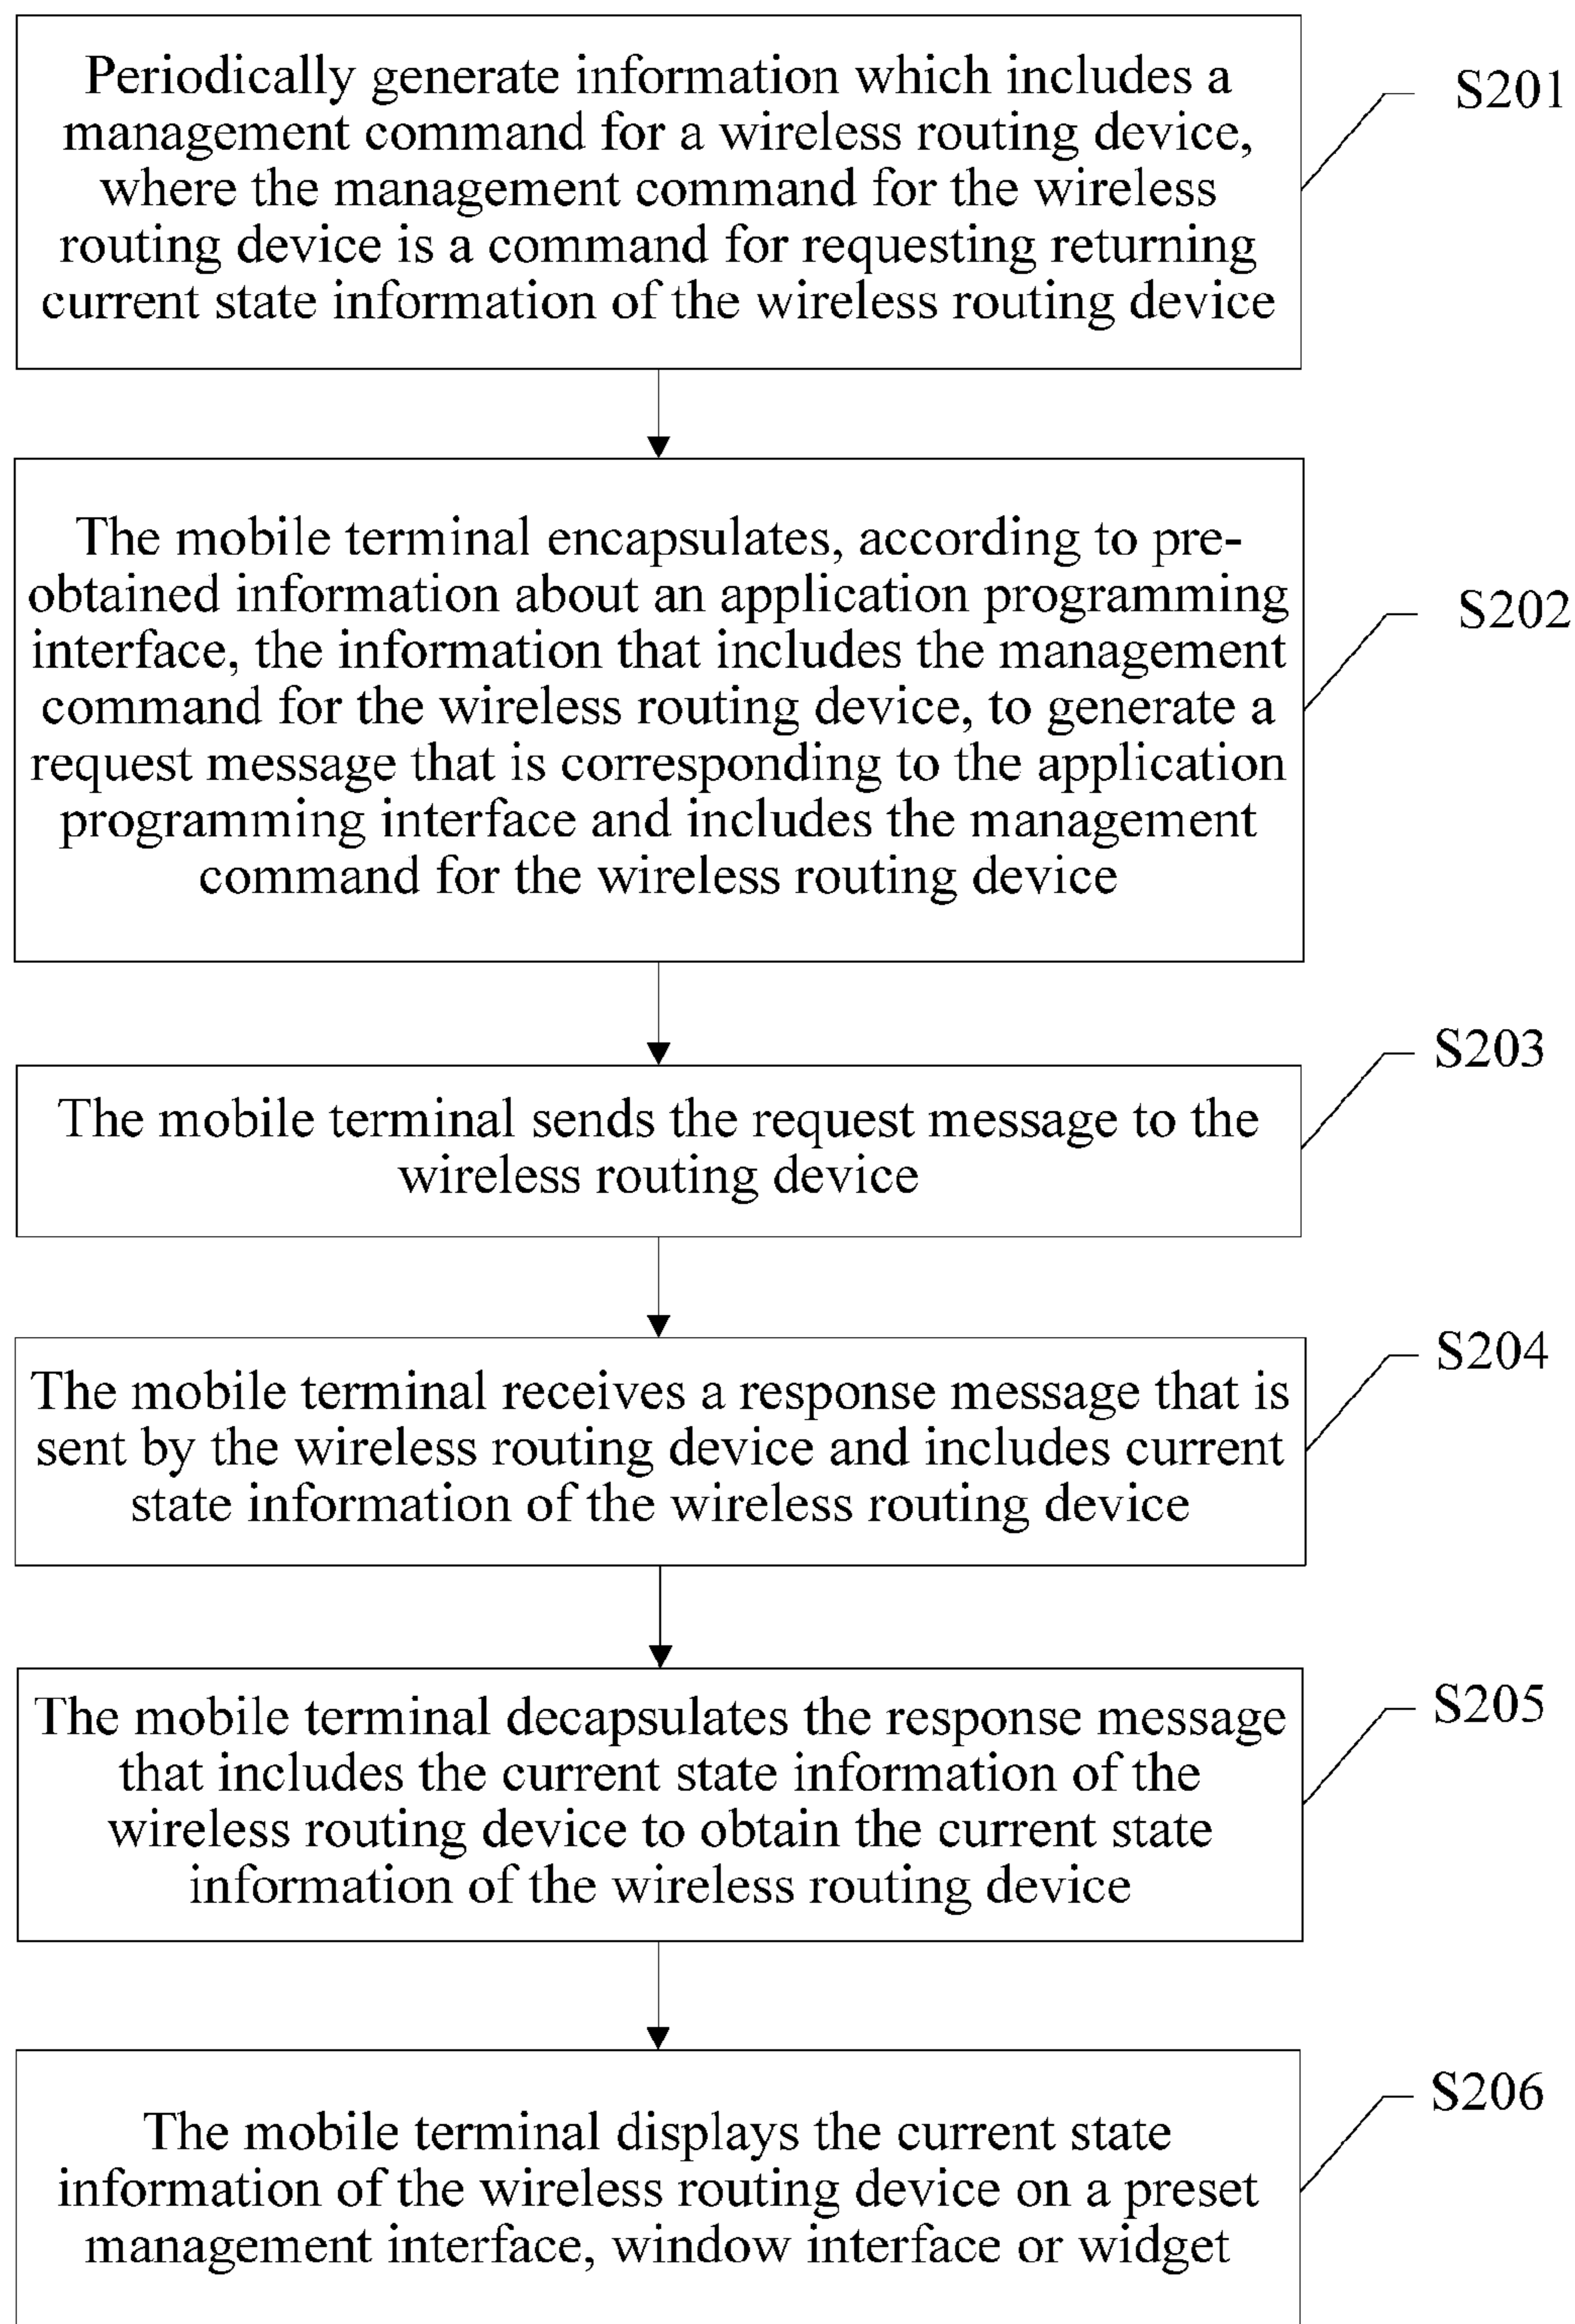 Periodically generate information which includes a
management command for a wireless routing device,
where the management command for the wireless
routing device is a command for requesting returning
current state information of the wireless routing device
S201
The mobile terminal encapsulates, according to pre-
obtained information about an application programming
interface, the information that includes the management
command for the wireless routing device, to generate a
request message that is corresponding to the application
programming interface and includes the management
command for the wireless routing device
S202
The mobile terminal sends the request message to the
wireless routing device
S203
The mobile terminal receives a response message that is
sent by the wireless routing device and includes current
state information of the wireless routing device
S204
The mobile terminal decapsulates the response message
that includes the current state information of the
wireless routing device to obtain the current state
information of the wireless routing device
S205
The mobile terminal displays the current state
information of the wireless routing device on a preset
management interface, window interface or widget
S206